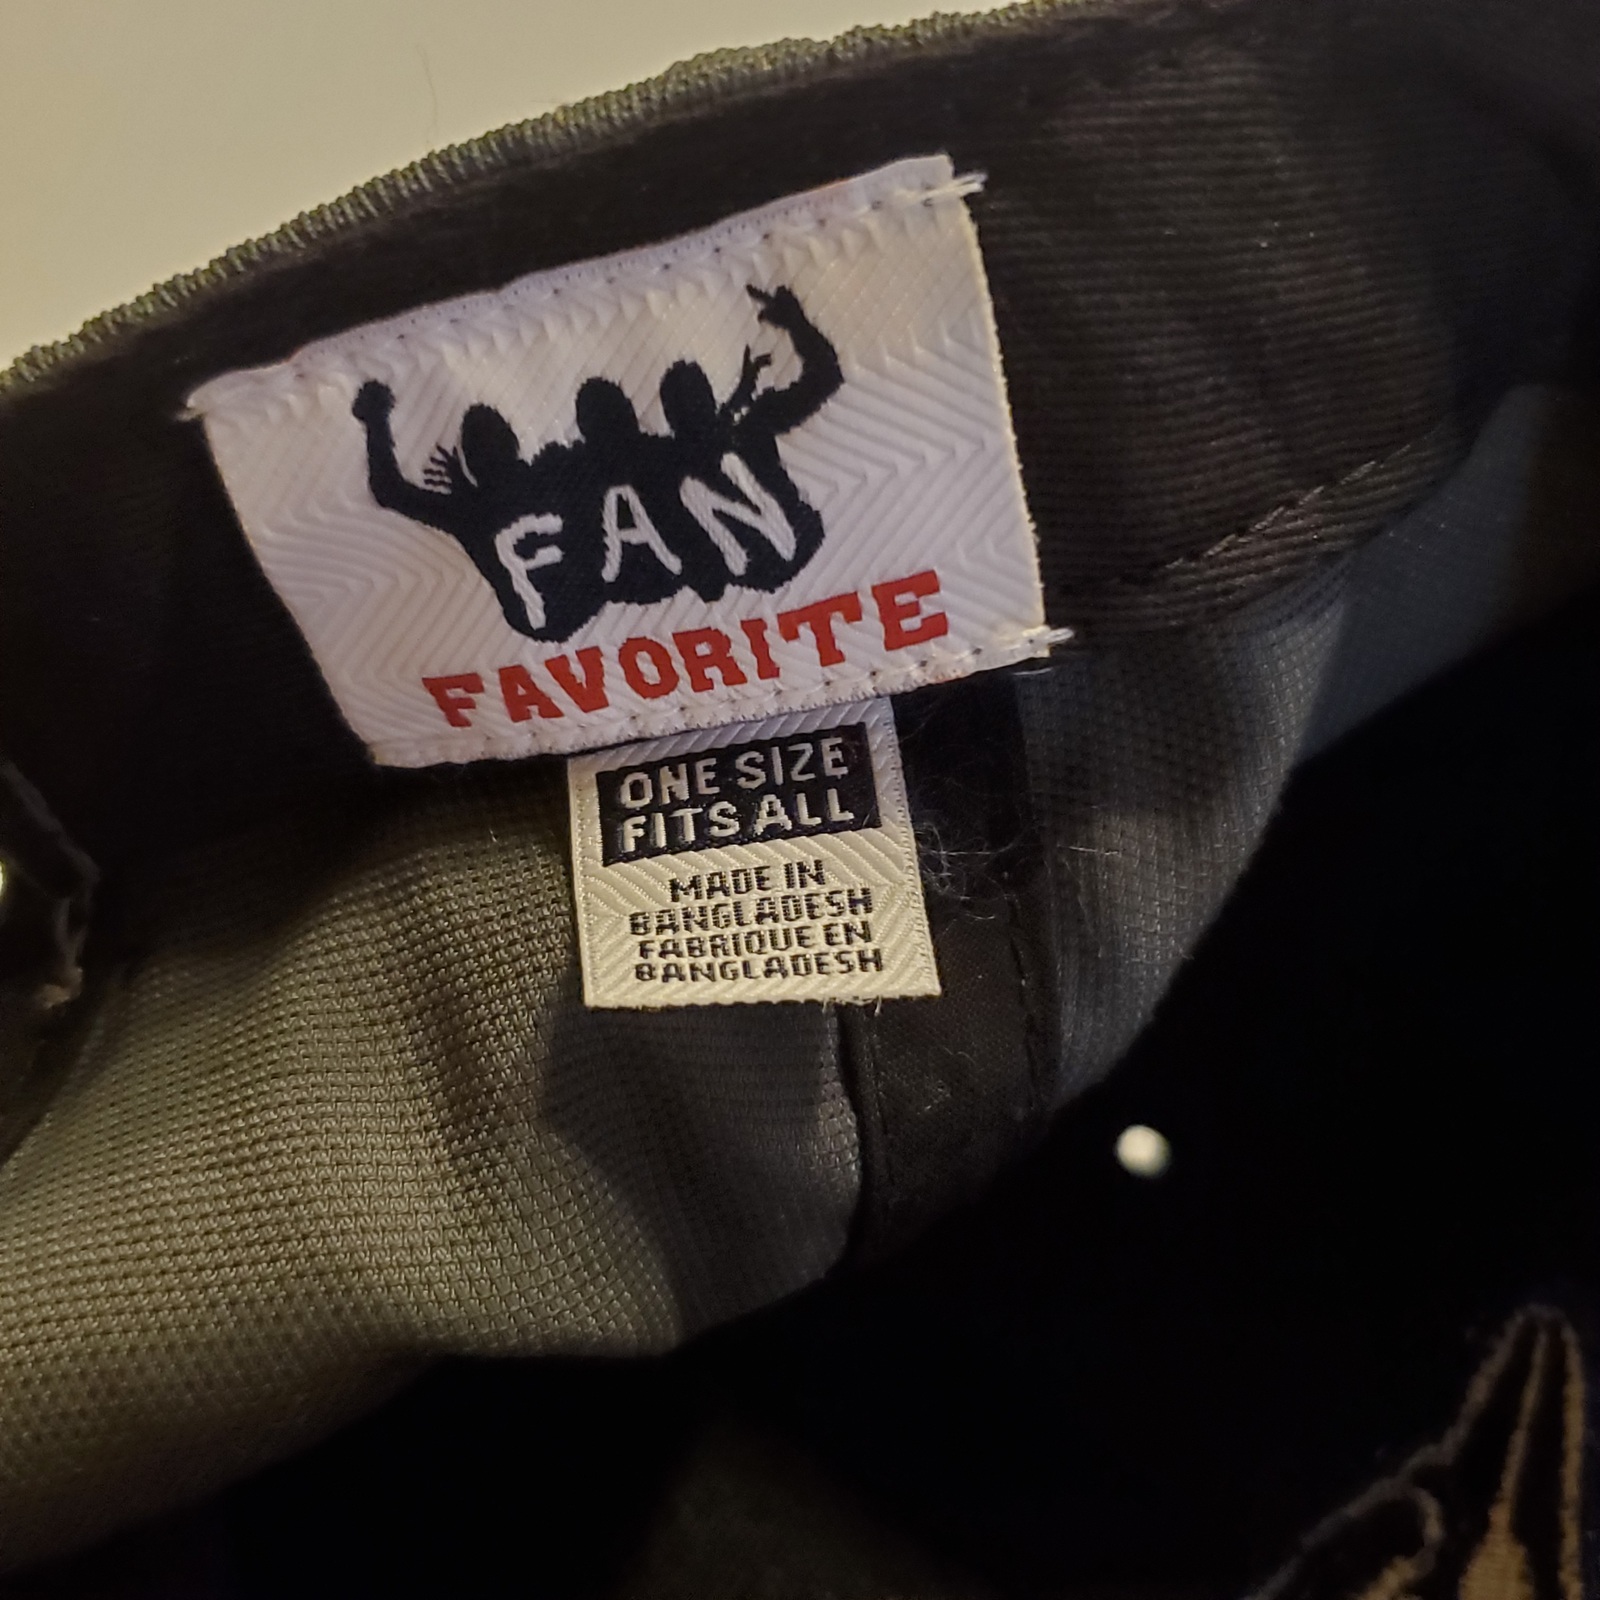 FAN
FAVORITE
ONE SIZE
FITS ALL
MADE IN
BANGLADESH
FABRIQUE EN
BANGLADESH